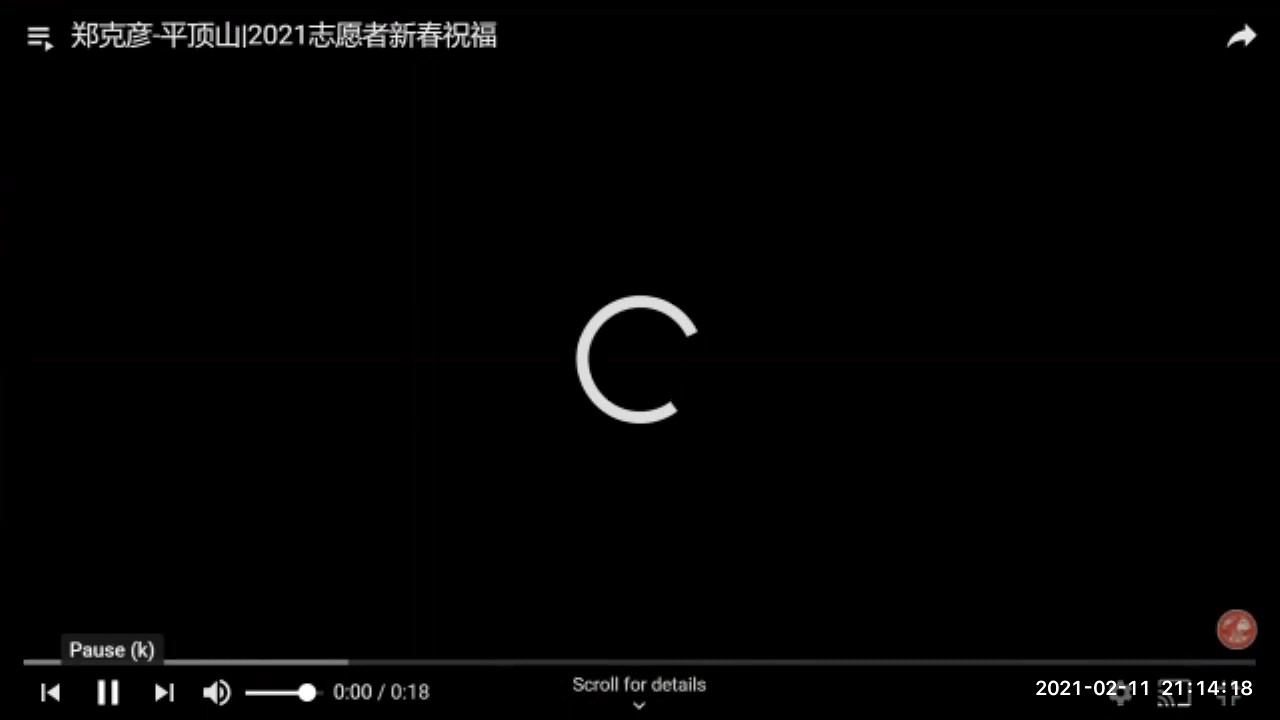 郑克彦-平顶山|2021志愿者新春祝福
Pause (k)
0:00 / 0:18
Scroll for details
2021-02-11 21:14:18